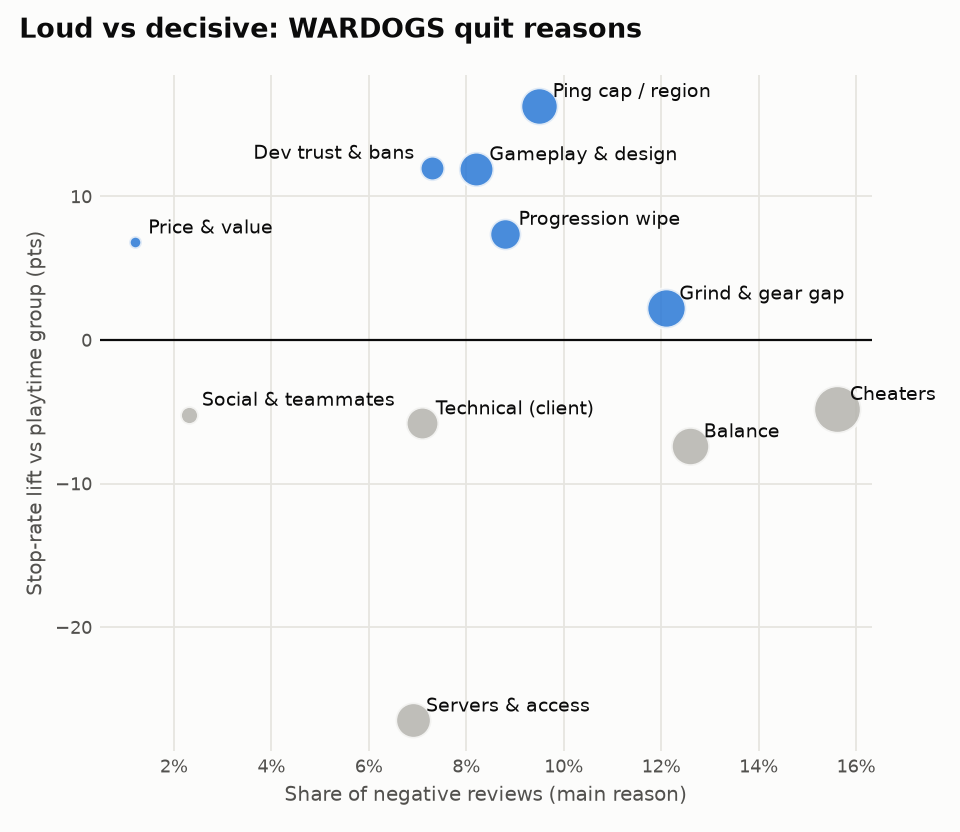 Loud vs decisive: WARDOGS quit reasons
Ping cap / region
Dev trust & bans
Gameplay & design
10
Progression wipe
Price & value
Grind & gear gap
0
Cheaters
Social & teammates
Technical (client)
Balance
−10
−20
Servers & access
Stop-rate lift vs playtime group (pts)
2%
4%
6%
8%
10%
12%
14%
16%
Share of negative reviews (main reason)